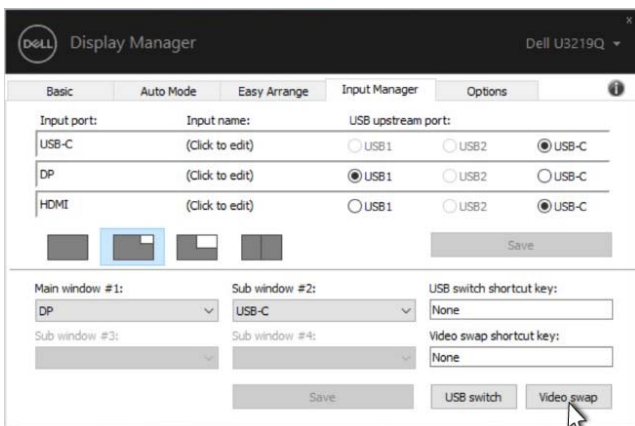 DELL Display Manager Dell U3219Q
Basic Auto Mode Easy Arrange Input Manager Options
Input port: Input name: USB upstream port:
USB-C (Click to edit) USB1 USB2 USB-C
DP (Click to edit) USB1 USB2 USB-C
HDMI (Click to edit) USB1 USB2 USB-C
Save
Main window #1: Sub window #2: USB switch shortcut key:
DP USB-C None
Sub window #3: Sub window #4: Video swap shortcut key:
None
Save USB switch Video swap